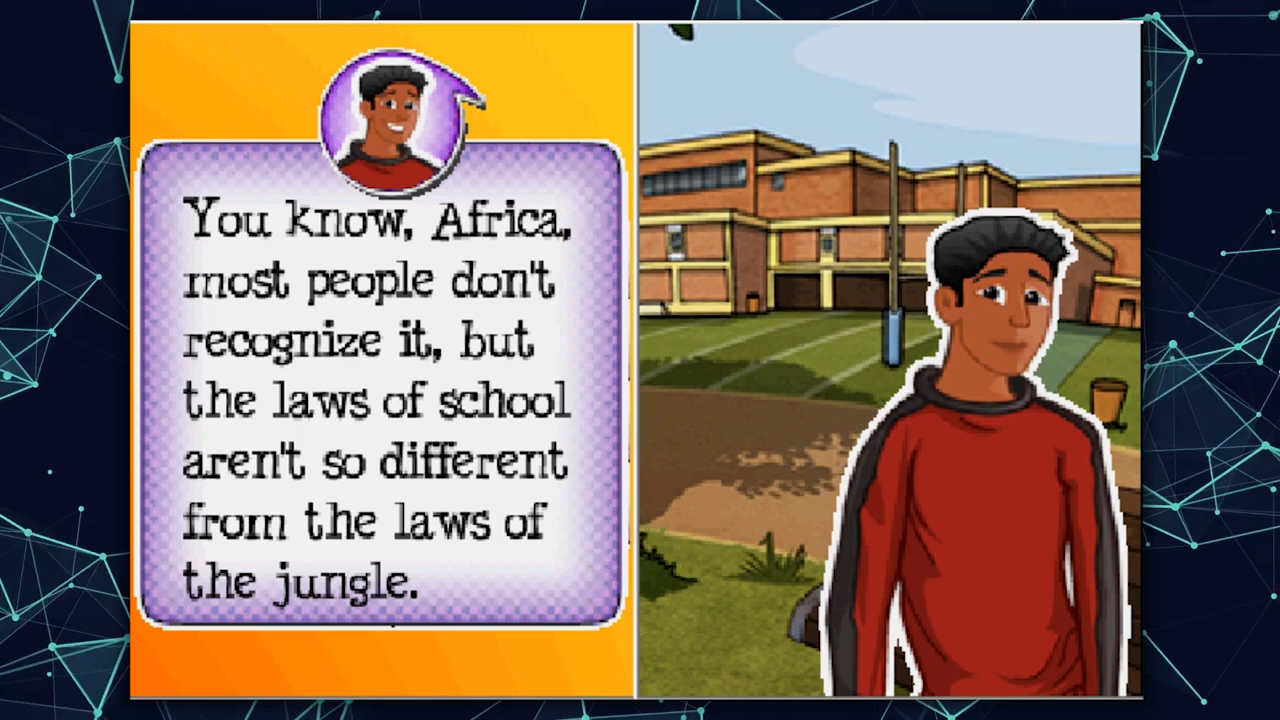 You know, Africa,
most people don't
recognize it, but
the laws of school
aren't so different
from the laws of
the jungle.